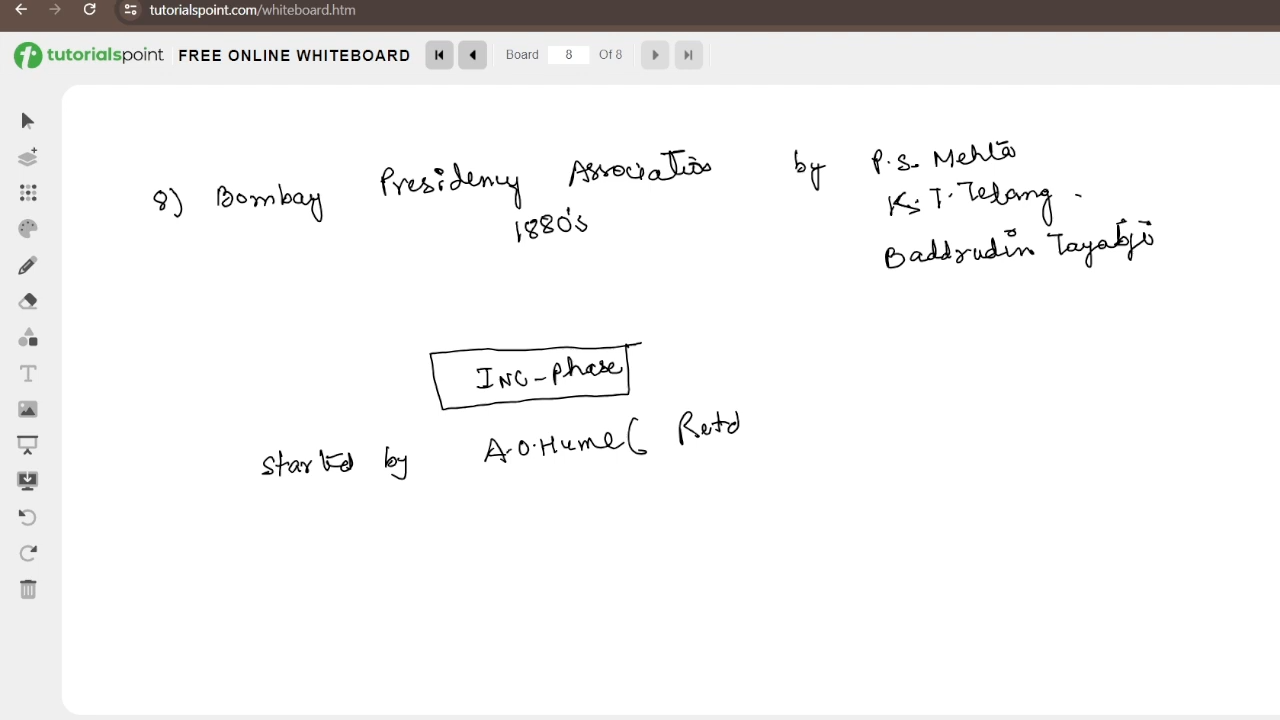 tutorialspoint.com/whiteboard.htm
tutorialspoint FREE ONLINE WHITEBOARD Board 8 Of 8
8) Bombay Presidency Association by P.S. Mehta
1880's K.T. Telang.
Baddrudin Tayabji
INC-Phase
started by A.O.Hume( Retd